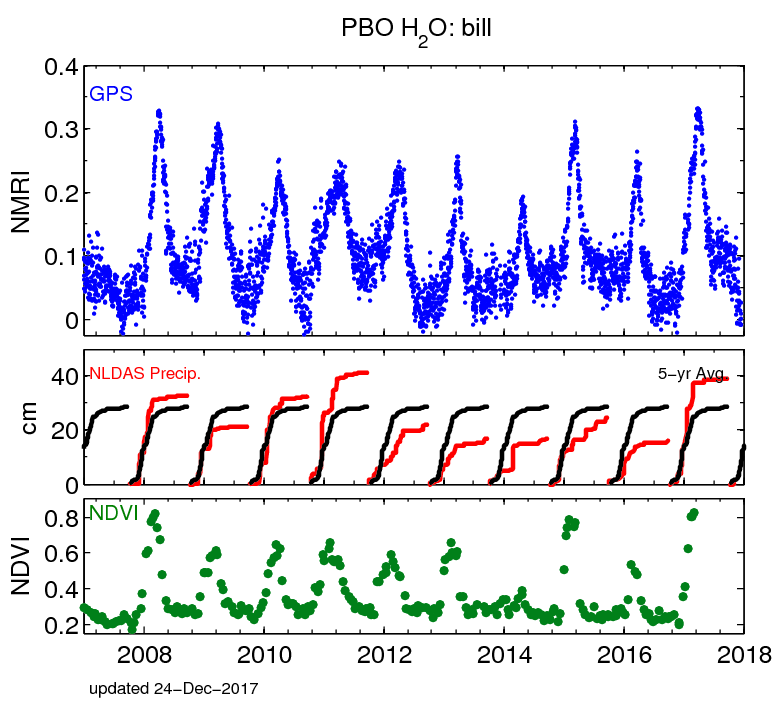 PBO H2O: bill
0.4
GPS
0.3
NMRI
0.2
0.1
0
NLDAS Precip.
5−yr Avg.
40
cm
20
0
NDVI
0.8
NDVI
0.6
0.4
0.2
2008 2010 2012 2014 2016 2018
updated 24−Dec−2017